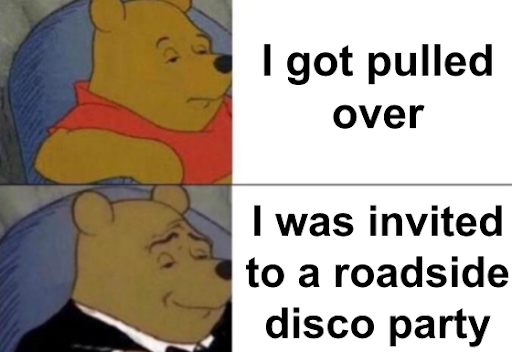 I got pulled
over
I was invited
to a roadside
disco party